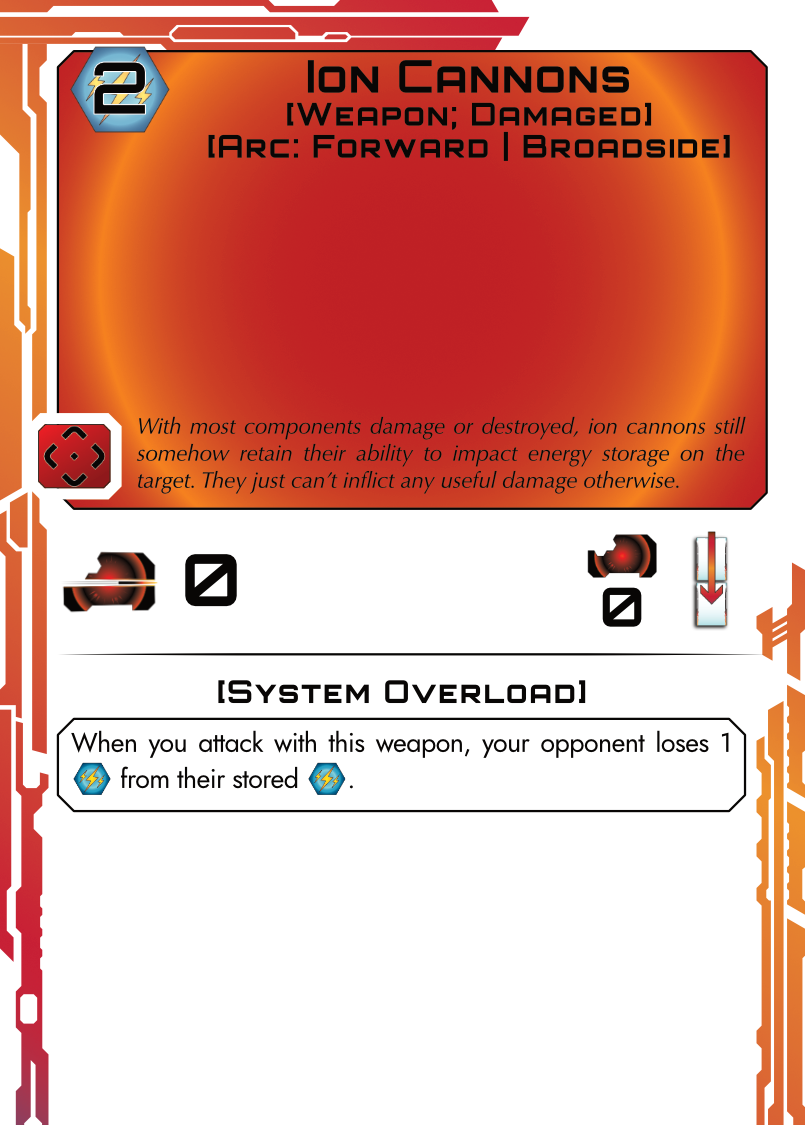 2
Ion Cannons
[Weapon; Damaged]
[Arc: Forward | Broadside]
With most components damage or destroyed, ion cannons still
somehow retain their ability to impact energy storage on the
target. They just can't inflict any useful damage otherwise.
0
0
[System Overload]
When you attack with this weapon, your opponent loses 1
from their stored .